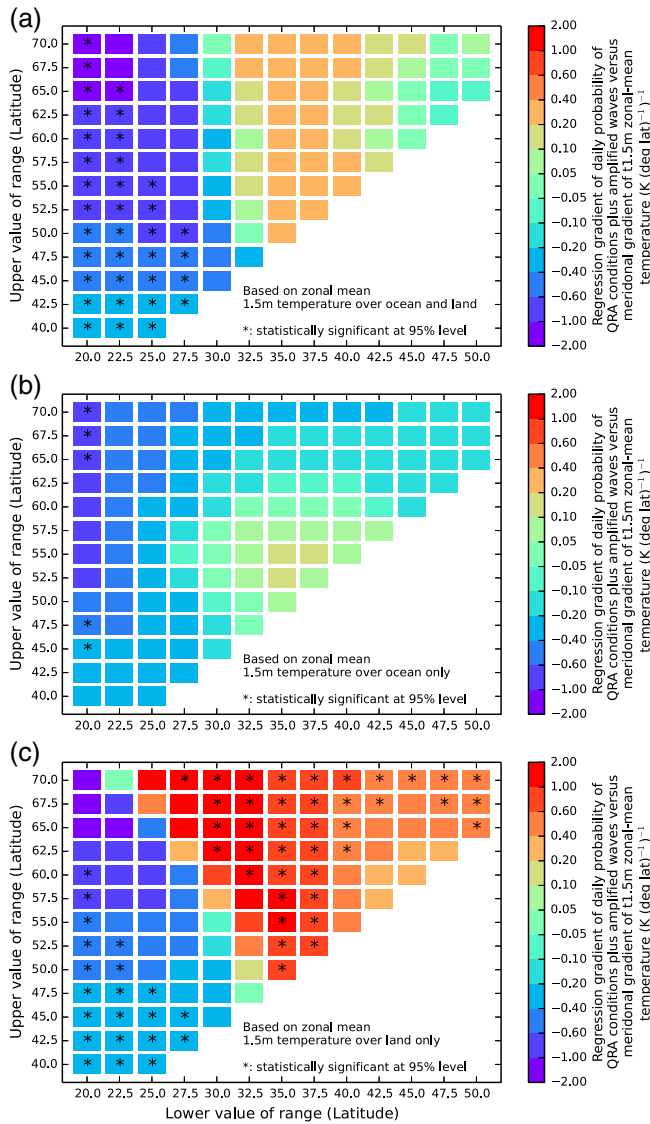 (a)
70.0
67.5
65.0
62.5
60.0
57.5
55.0
52.5
50.0
47.5
45.0
42.5
40.0
Upper value of range (Latitude)
20.0 22.5 25.0 27.5 30.0 32.5 35.0 37.5 40.0 42.5 45.0 47.5 50.0
Based on zonal mean
1.5m temperature over ocean and land
*: statistically significant at 95% level
2.00
1.00
0.60
0.40
0.20
0.10
0.05
−0.05
−0.10
−0.20
−0.40
−0.60
−1.00
−2.00
Regression gradient of daily probability of
QRA conditions plus amplified waves versus
meridonal gradient of t1.5m zonal-mean
temperature (K (deg lat)⁻¹)⁻¹
(b)
70.0
67.5
65.0
62.5
60.0
57.5
55.0
52.5
50.0
47.5
45.0
42.5
40.0
Upper value of range (Latitude)
20.0 22.5 25.0 27.5 30.0 32.5 35.0 37.5 40.0 42.5 45.0 47.5 50.0
Based on zonal mean
1.5m temperature over ocean only
*: statistically significant at 95% level
2.00
1.00
0.60
0.40
0.20
0.10
0.05
−0.05
−0.10
−0.20
−0.40
−0.60
−1.00
−2.00
Regression gradient of daily probability of
QRA conditions plus amplified waves versus
meridonal gradient of t1.5m zonal-mean
temperature (K (deg lat)⁻¹)⁻¹
(c)
70.0
67.5
65.0
62.5
60.0
57.5
55.0
52.5
50.0
47.5
45.0
42.5
40.0
Upper value of range (Latitude)
20.0 22.5 25.0 27.5 30.0 32.5 35.0 37.5 40.0 42.5 45.0 47.5 50.0
Lower value of range (Latitude)
Based on zonal mean
1.5m temperature over land only
*: statistically significant at 95% level
2.00
1.00
0.60
0.40
0.20
0.10
0.05
−0.05
−0.10
−0.20
−0.40
−0.60
−1.00
−2.00
Regression gradient of daily probability of
QRA conditions plus amplified waves versus
meridonal gradient of t1.5m zonal-mean
temperature (K (deg lat)⁻¹)⁻¹